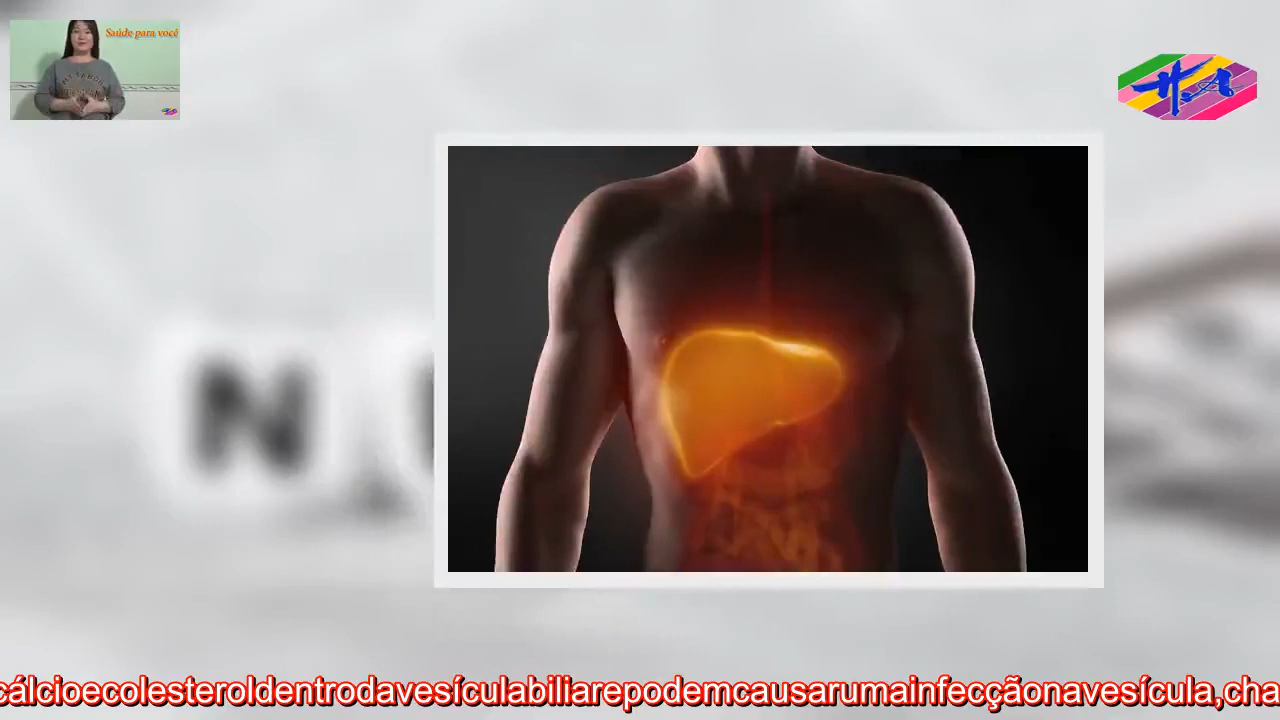 Saúde para você
H.A
N
cálcioecolesteroldentrodavesículabiliarepodemcausarumainfecçãonavesícula,cha